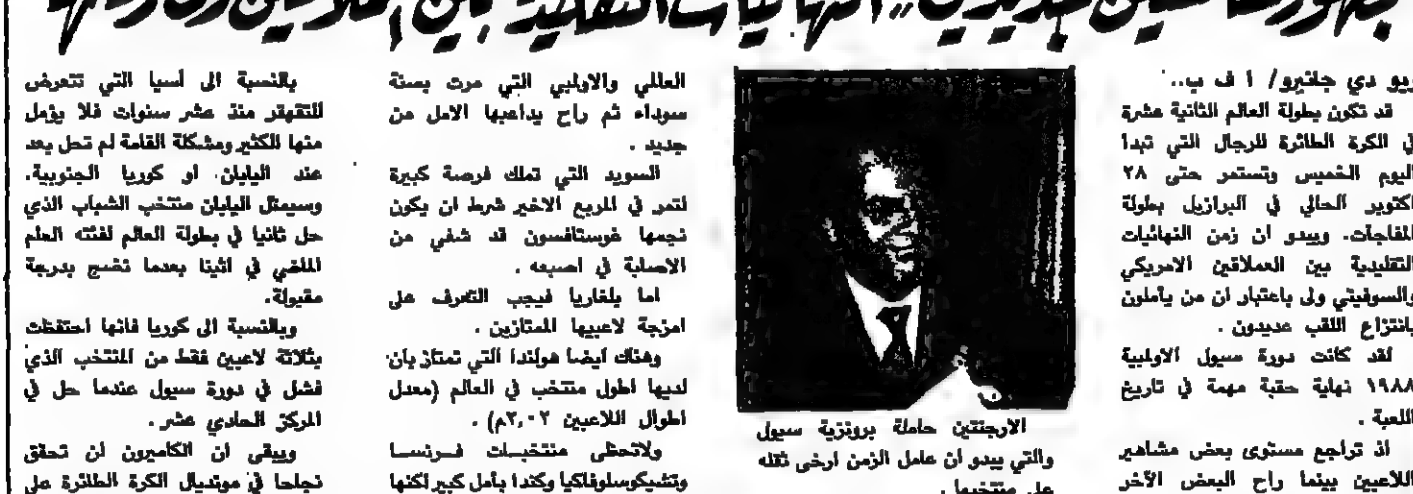 ريو دي جانيرو/ ا ف ب..
قد تكون بطولة العالم الثانية عشرة
في الكرة الطائرة للرجال التي تبدا
اليوم الخميس وتستمر حتى ٢٨
اكتوبر الحالي في البرازيل بطولة
المفاجآت. ويبدو ان زمن النهائيات
التقليدية بين العملاقين الامريكي
والسوفيتي ولى باعتبار ان من ياملون
بانتزاع اللقب عديدون .
لقد كانت دورة سيول الاولمبية
١٩٨٨ نهاية حقبة مهمة في تاريخ
اللعبة .
اذ تراجع مستوى بعض مشاهير
اللاعبين بينما راح البعض الآخر
الارجنتين حاملة برونزية سيول
والتي يبدو ان عامل الزمن ارخى ثقله
على منتخبها .
العالمي والاولمبي التي مرت بسنة
سوداء ثم راح يداعبها الامل من
جديد .
السويد التي تملك فرصة كبيرة
لتمر في المربع الاخير شرط ان يكون
نجمها غوستافسون قد شفي من
الاصابة في اصبعه .
اما بلغاريا فيجب التعرف على
امزجة لاعبيها الممتازين .
وهناك ايضا هولندا التي تمتاز بان
لديها اطول منتخب في العالم (معدل
اطوال اللاعبين ٢,٠٢م) .
ولاتحظى منتخبات فرنسا
وتشيكوسلوفاكيا وكندا بأمل كبير لكنها
بالنسبة الى آسيا التي تتعرض
للتقهقر منذ عشر سنوات فلا يؤمل
منها الكثير ومشكلة القامة لم تحل بعد
عند اليابان او كوريا الجنوبية.
وسيمثل اليابان منتخب الشباب الذي
حل ثانيا في بطولة العالم لفئته العام
الماضي في اثينا بعدما نضج بدرجة
مقبولة.
وبالنسبة الى كوريا فانها احتفظت
بثلاثة لاعبين فقط من المنتخب الذي
فشل في دورة سيول عندما حل في
المركز الحادي عشر .
ويبقى ان الكاميرون لن تحقق
نجاحا في مونديال الكرة الطائرة على